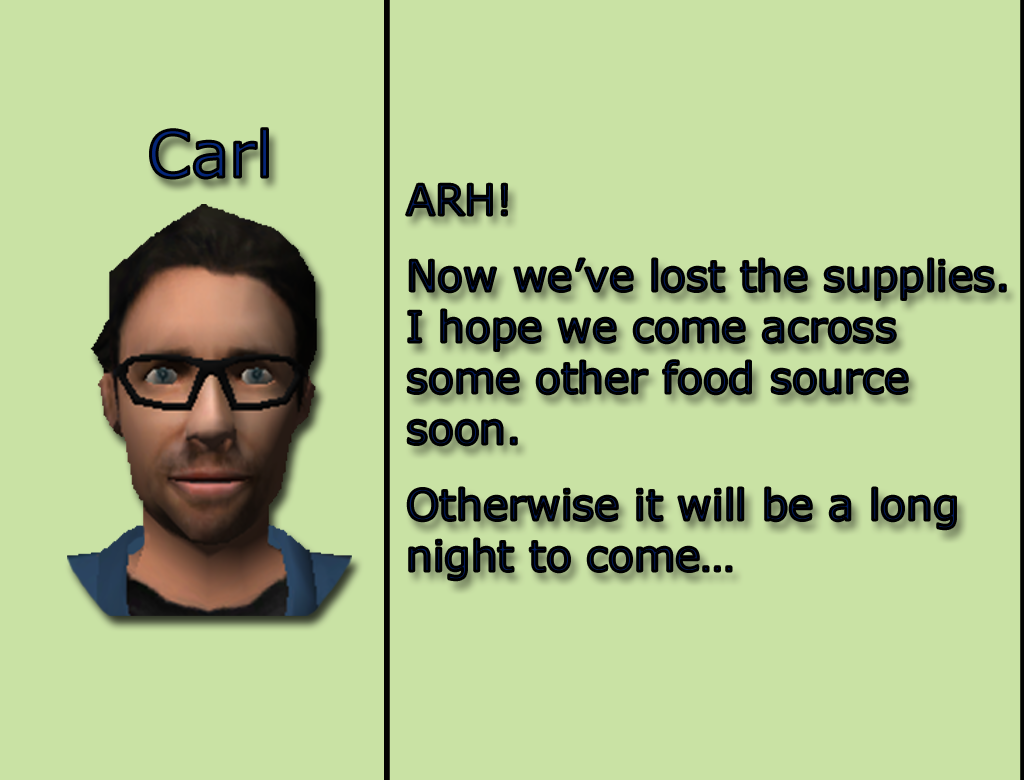 Carl
ARH!
Now we’ve lost the supplies.
I hope we come across
some other food source
soon.
Otherwise it will be a long
night to come...